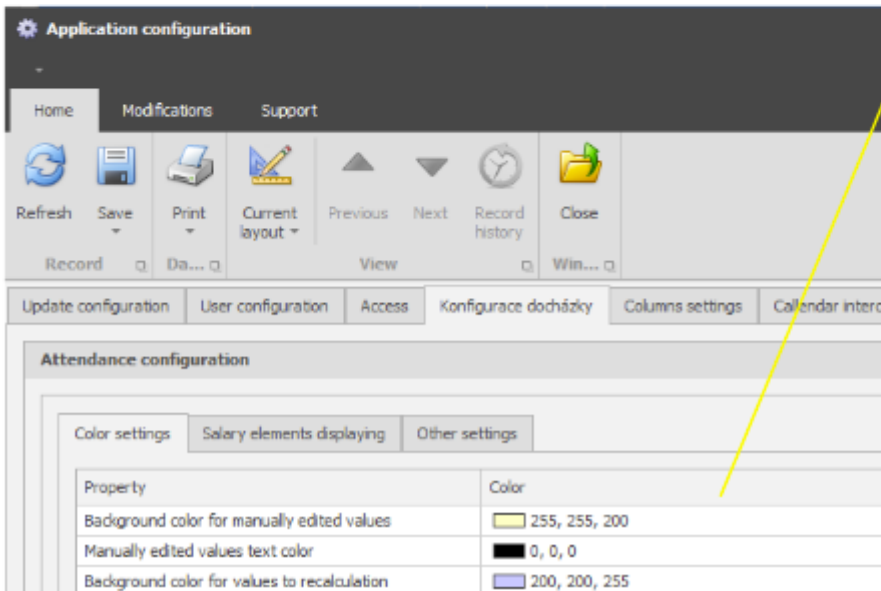 Application configuration
Home Modifications Support
Refresh Save Print Current layout Previous Next Record history Close
Record Da... View Win...
Update configuration User configuration Access Konfigurace docházky Columns settings Callendar interc
Attendance configuration
Color settings Salary elements displaying Other settings
Property Color
Background color for manually edited values 255, 255, 200
Manually edited values text color 0, 0, 0
Background color for values to recalculation 200, 200, 255